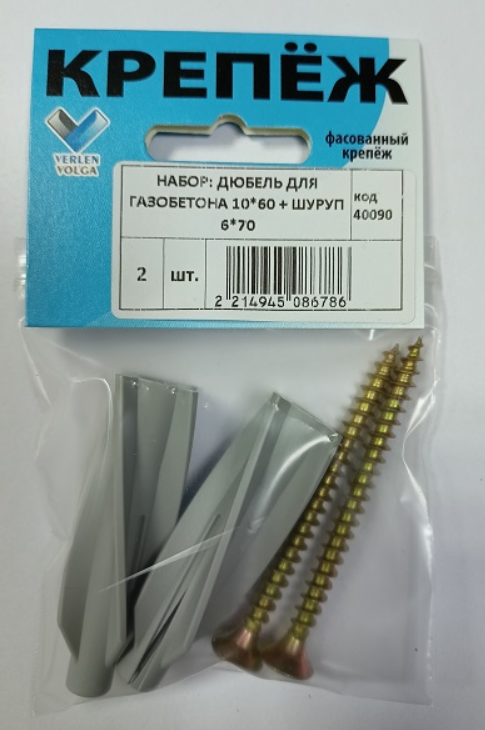 КРЕПЁЖ
VERLEN
VOLGA
фасованный
крепёж
НАБОР: ДЮБЕЛЬ ДЛЯ
ГАЗОБЕТОНА 10*60 + ШУРУП
6*70
код
40090
2 шт.
2 214945 086786